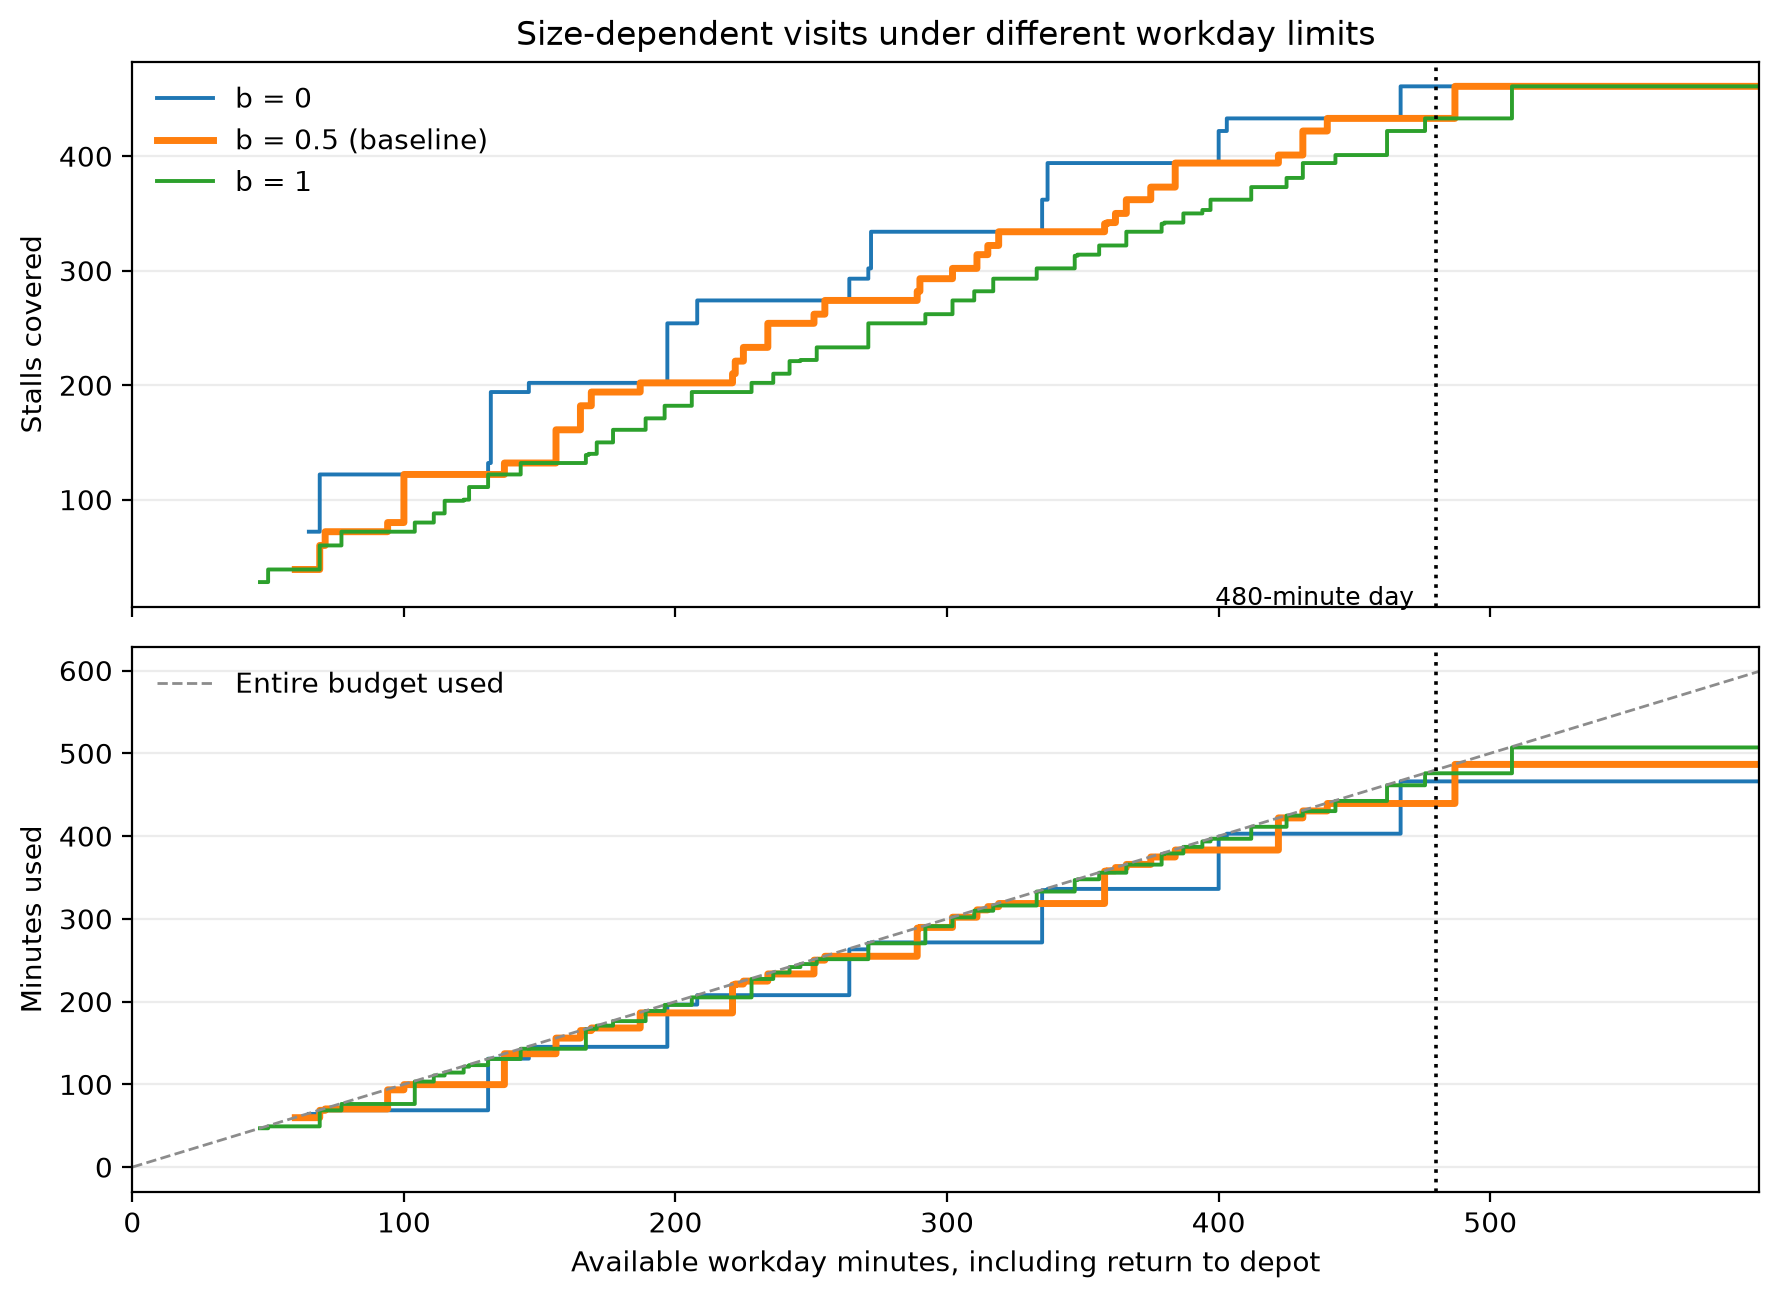 Size-dependent visits under different workday limits
b = 0
b = 0.5 (baseline)
b = 1
400
300
200
100
Stalls covered
480-minute day
Entire budget used
600
500
400
300
200
100
0
Minutes used
0 100 200 300 400 500
Available workday minutes, including return to depot